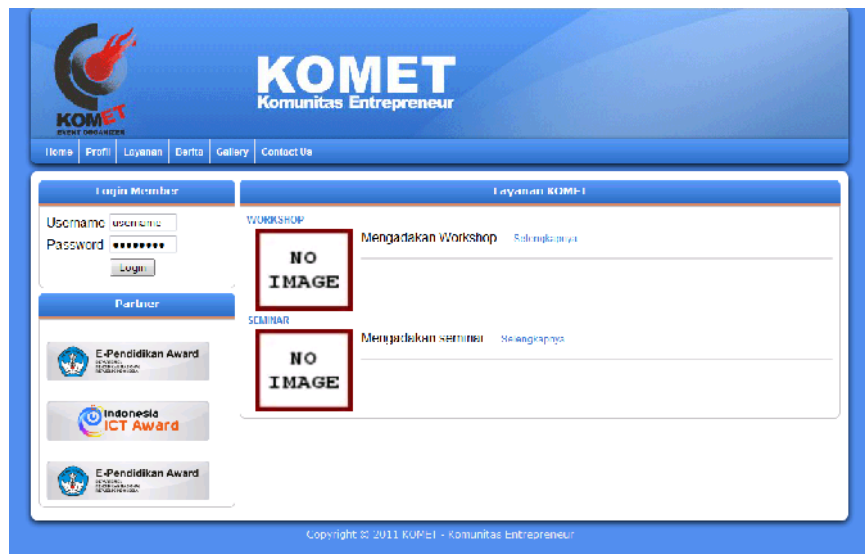 KOMET
EVENT ORGANIZER
KOMET
Komunitas Entrepreneur
Home Profil Layanan Berita Gallery Contact Us
Login Member
Username username
Password ••••••••
Login
Partner
E-Pendidikan Award
Indonesia
ICT Award
E-Pendidikan Award
Layanan KOMET
WORKSHOP
NO
IMAGE
Mengadakan Workshop Selengkapnya
SEMINAR
NO
IMAGE
Mengadakan seminar Selengkapnya
Copyright © 2011 KOMET - Komunitas Entrepreneur